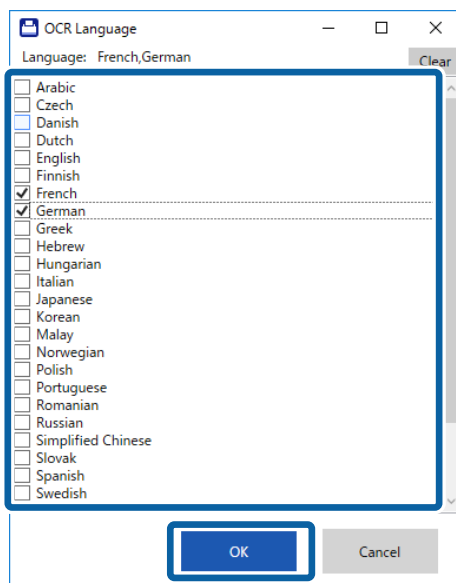 OCR Language
Language: French,German
Clear
Arabic
Czech
Danish
Dutch
English
Finnish
French
German
Greek
Hebrew
Hungarian
Italian
Japanese
Korean
Malay
Norwegian
Polish
Portuguese
Romanian
Russian
Simplified Chinese
Slovak
Spanish
Swedish
OK Cancel